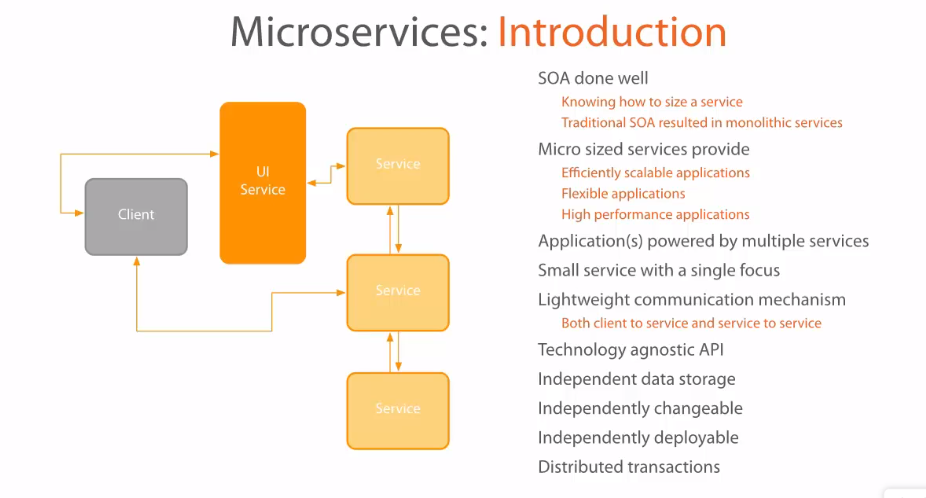 Microservices: Introduction
Client
UI
Service
Service
Service
Service
SOA done well
Knowing how to size a service
Traditional SOA resulted in monolithic services
Micro sized services provide
Efficiently scalable applications
Flexible applications
High performance applications
Application(s) powered by multiple services
Small service with a single focus
Lightweight communication mechanism
Both client to service and service to service
Technology agnostic API
Independent data storage
Independently changeable
Independently deployable
Distributed transactions